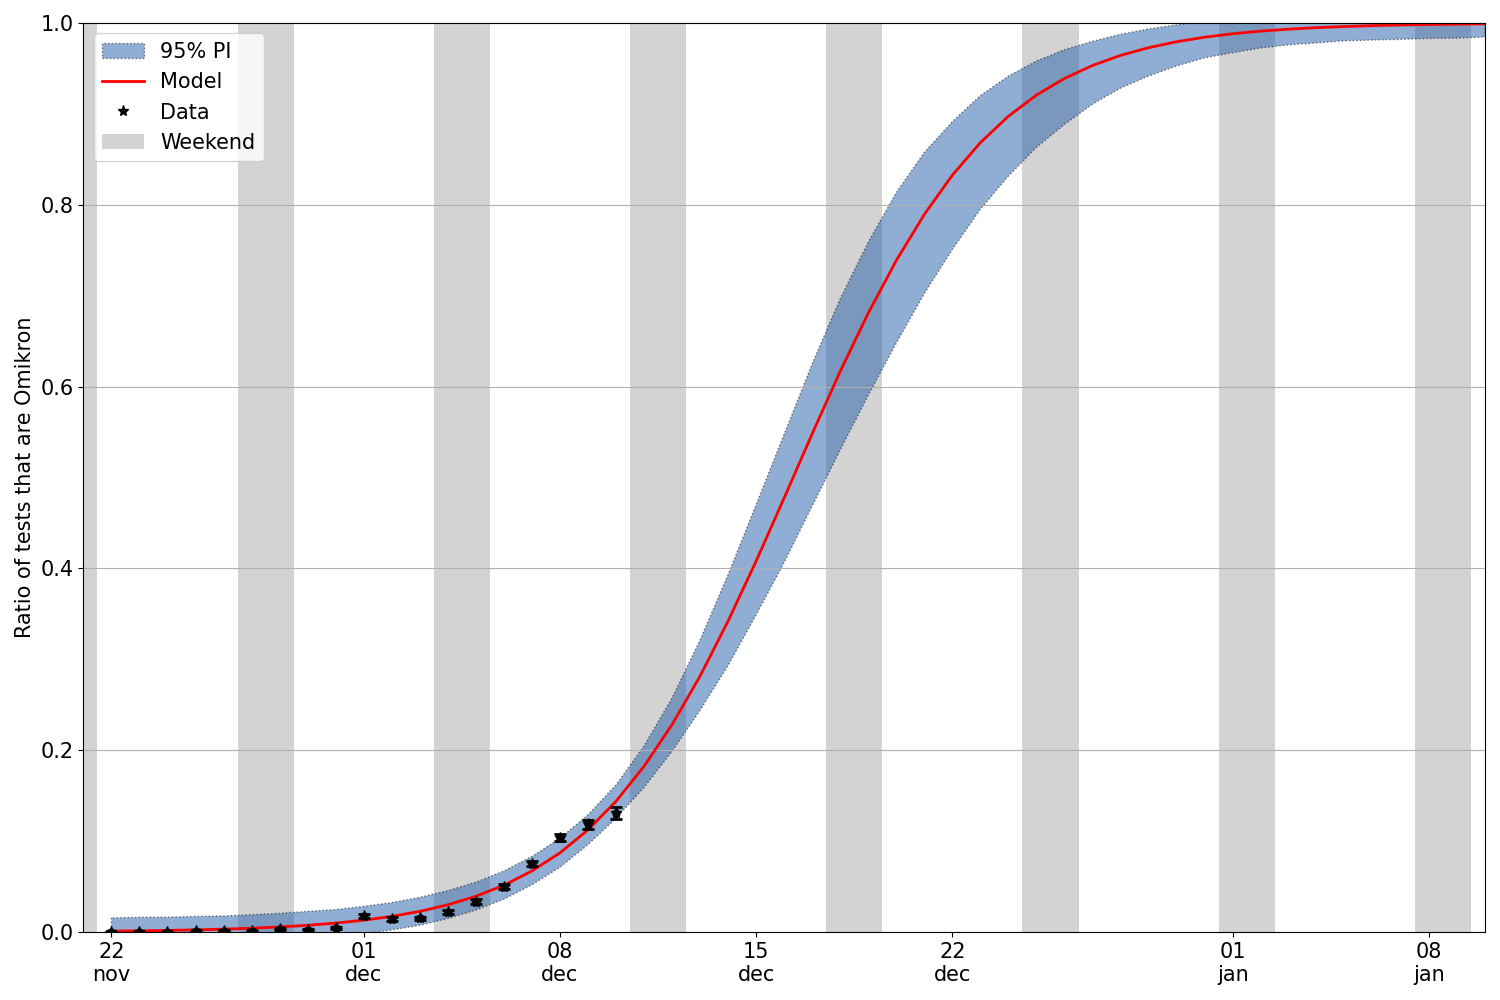 1.0
0.8
0.6
0.4
0.2
0.0
Ratio of tests that are Omikron
95% PI
Model
Data
Weekend
22 01 08 15 22 01 08
nov dec dec dec dec jan jan